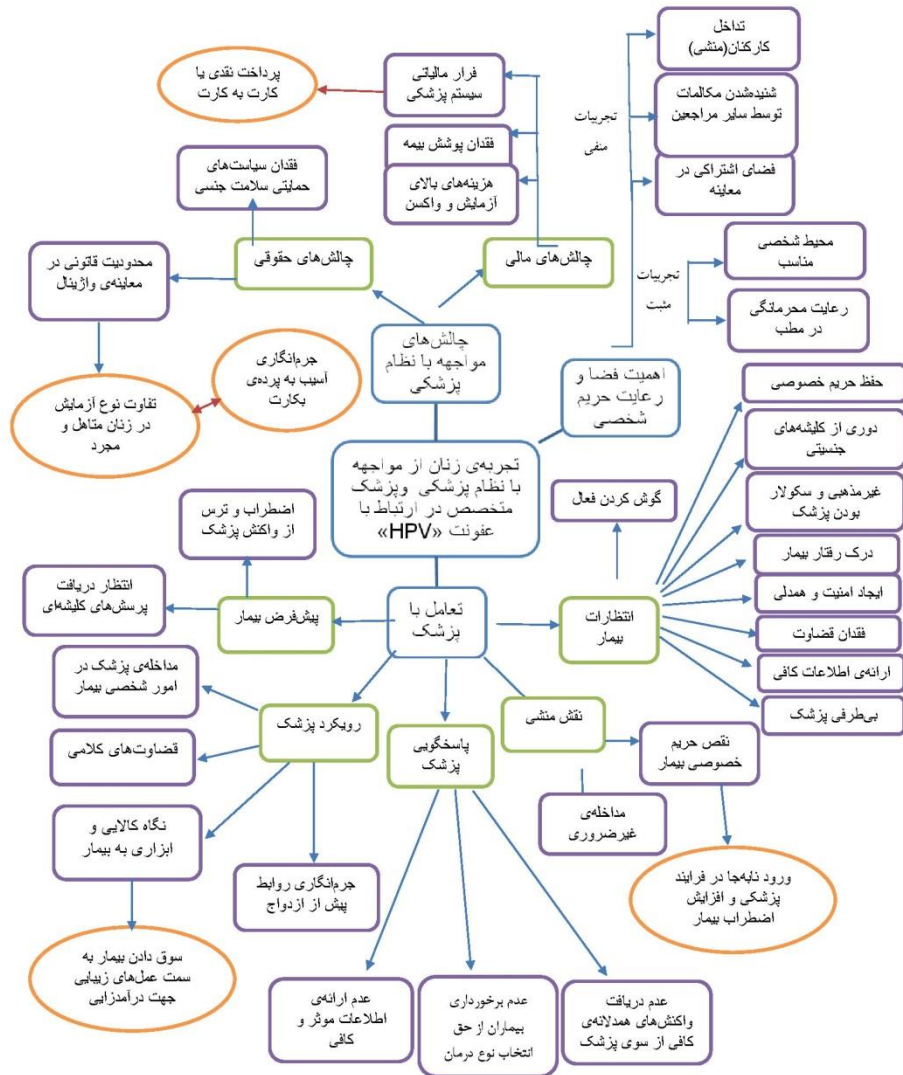 تداخل
کارکنان(منشی)
شنیده‌شدن مکالمات
توسط سایر مراجعین
فضای اشتراکی در
معاینه
تجربیات
منفی
محیط شخصی
مناسب
رعایت محرمانگی
در مطب
تجربیات
مثبت
فرار مالیاتی
سیستم پزشکی
پرداخت نقدی یا
کارت به کارت
فقدان پوشش بیمه
هزینه‌های بالای
آزمایش و واکسن
فقدان سیاست‌های
حمایتی سلامت جنسی
چالش‌های مالی
چالش‌های حقوقی
محدودیت قانونی در
معاینه‌ی واژینال
چالش‌های
مواجهه با نظام
پزشکی
جرم‌انگاری
آسیب به پرده‌ی
بکارت
تفاوت نوع آزمایش
در زنان متاهل و
مجرد
اهمیت فضا و
رعایت حریم
شخصی
تجربه‌ی زنان از مواجهه
با نظام پزشکی وپزشک
متخصص در ارتباط با
عفونت «HPV»
حفظ حریم خصوصی
دوری از کلیشه‌های
جنسیتی
غیرمذهبی و سکولار
بودن پزشک
درک رفتار بیمار
ایجاد امنیت و همدلی
فقدان قضاوت
ارائه‌ی اطلاعات کافی
بی‌طرفی پزشک
گوش کردن فعال
انتظارات
بیمار
تعامل با
پزشک
اضطراب و ترس
از واکنش پزشک
پیش‌فرض بیمار
انتظار دریافت
پرسش‌های کلیشه‌ای
نقش منشی
پاسخگویی
پزشک
رویکرد پزشک
مداخله‌ی پزشک در
امور شخصی بیمار
قضاوت‌های کلامی
نگاه کالایی و
ابزاری به بیمار
جرم‌انگاری روابط
پیش از ازدواج
سوق دادن بیمار به
سمت عمل‌های زیبایی
جهت درآمدزایی
نقص حریم
خصوصی بیمار
مداخله‌ی
غیرضروری
ورود نابه‌جا در فرایند
پزشکی و افزایش
اضطراب بیمار
عدم دریافت
واکنش‌های همدلانه‌ی
کافی از سوی پزشک
عدم برخورداری
بیماران از حق
انتخاب نوع درمان
عدم ارائه‌ی
اطلاعات موثر و
کافی